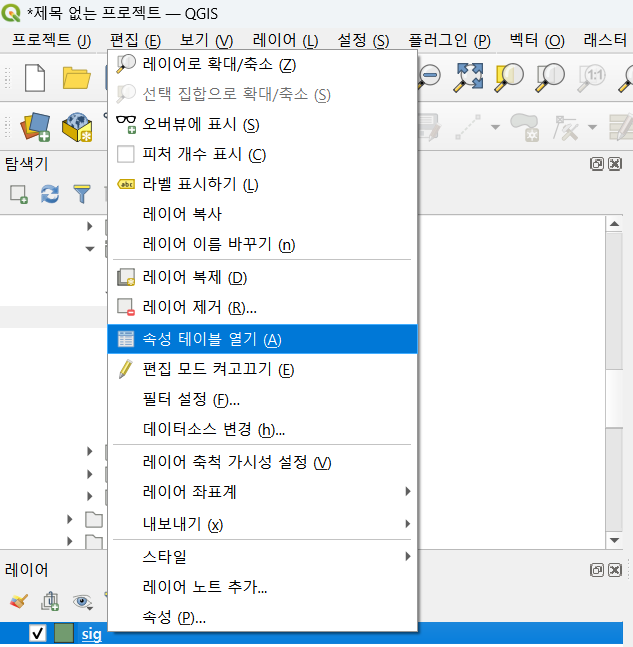 *제목 없는 프로젝트 — QGIS
프로젝트 (J) 편집 (E) 보기 (V) 레이어 (L) 설정 (S) 플러그인 (P) 벡터 (O) 래스터
레이어로 확대/축소 (Z)
선택 집합으로 확대/축소 (S)
1:1
오버뷰에 표시 (S)
피처 개수 표시 (C)
탐색기
abc 라벨 표시하기 (L)
레이어 복사
레이어 이름 바꾸기 (n)
레이어 복제 (D)
레이어 제거 (R)...
속성 테이블 열기 (A)
편집 모드 켜고끄기 (E)
필터 설정 (F)...
데이터소스 변경 (h)...
레이어 축척 가시성 설정 (V)
레이어 좌표계
내보내기 (x)
스타일
레이어
레이어 노트 추가...
속성 (P)...
sig